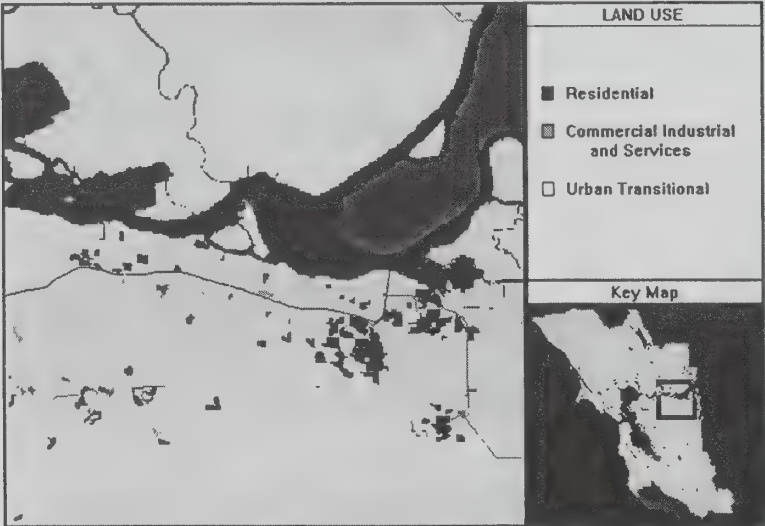 LAND USE
Residential
Commercial Industrial
and Services
Urban Transitional
Key Map